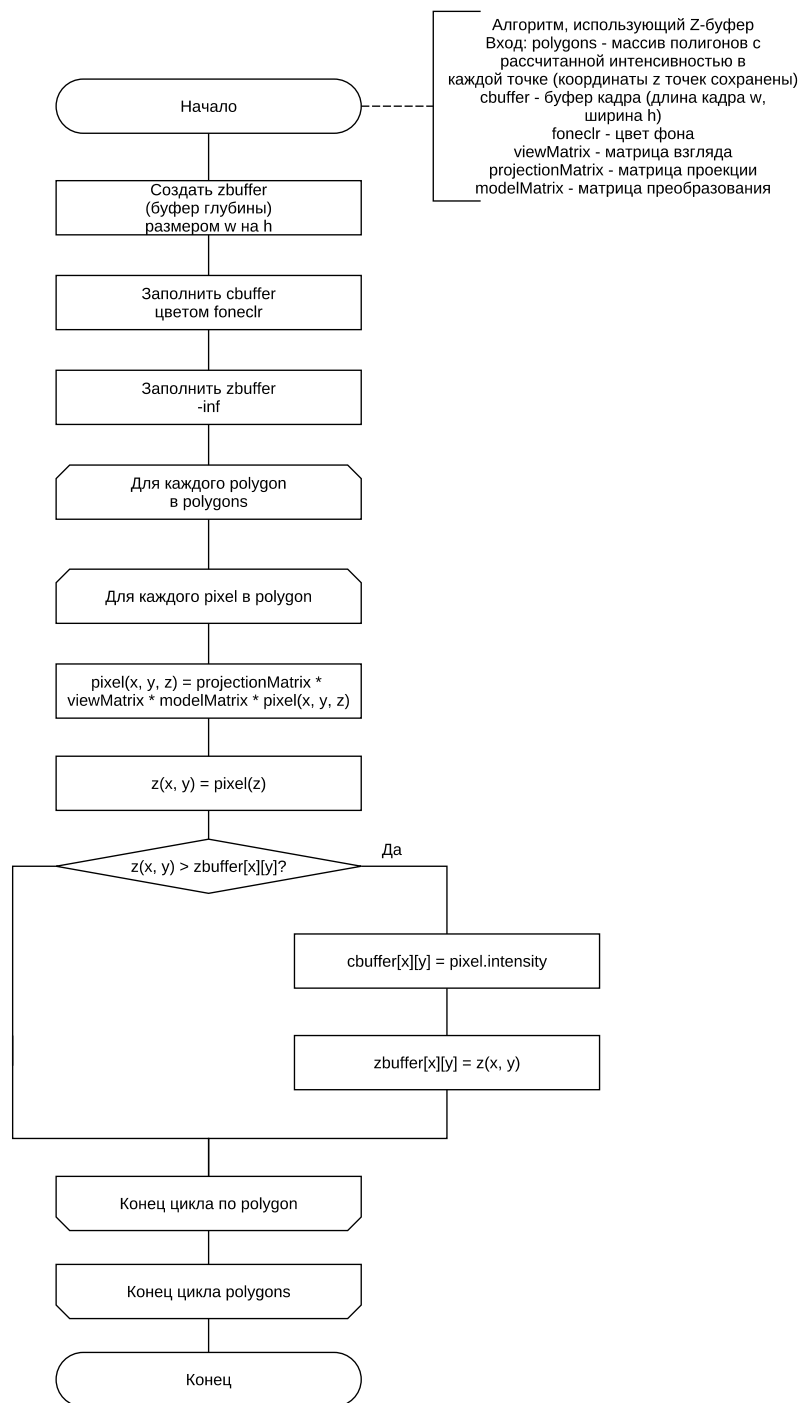 Алгоритм, использующий Z-буфер
Вход: polygons - массив полигонов с
рассчитанной интенсивностью в
каждой точке (координаты z точек сохранены)
cbuffer - буфер кадра (длина кадра w,
ширина h)
foneclr - цвет фона
viewMatrix - матрица взгляда
projectionMatrix - матрица проекции
modelMatrix - матрица преобразования
Начало
Создать zbuffer
(буфер глубины)
размером w на h
Заполнить cbuffer
цветом foneclr
Заполнить zbuffer
-inf
Для каждого polygon
в polygons
Для каждого pixel в polygon
pixel(x, y, z) = projectionMatrix *
viewMatrix * modelMatrix * pixel(x, y, z)
z(x, y) = pixel(z)
Да
z(x, y) > zbuffer[x][y]?
cbuffer[x][y] = pixel.intensity
zbuffer[x][y] = z(x, y)
Конец цикла по polygon
Конец цикла polygons
Конец